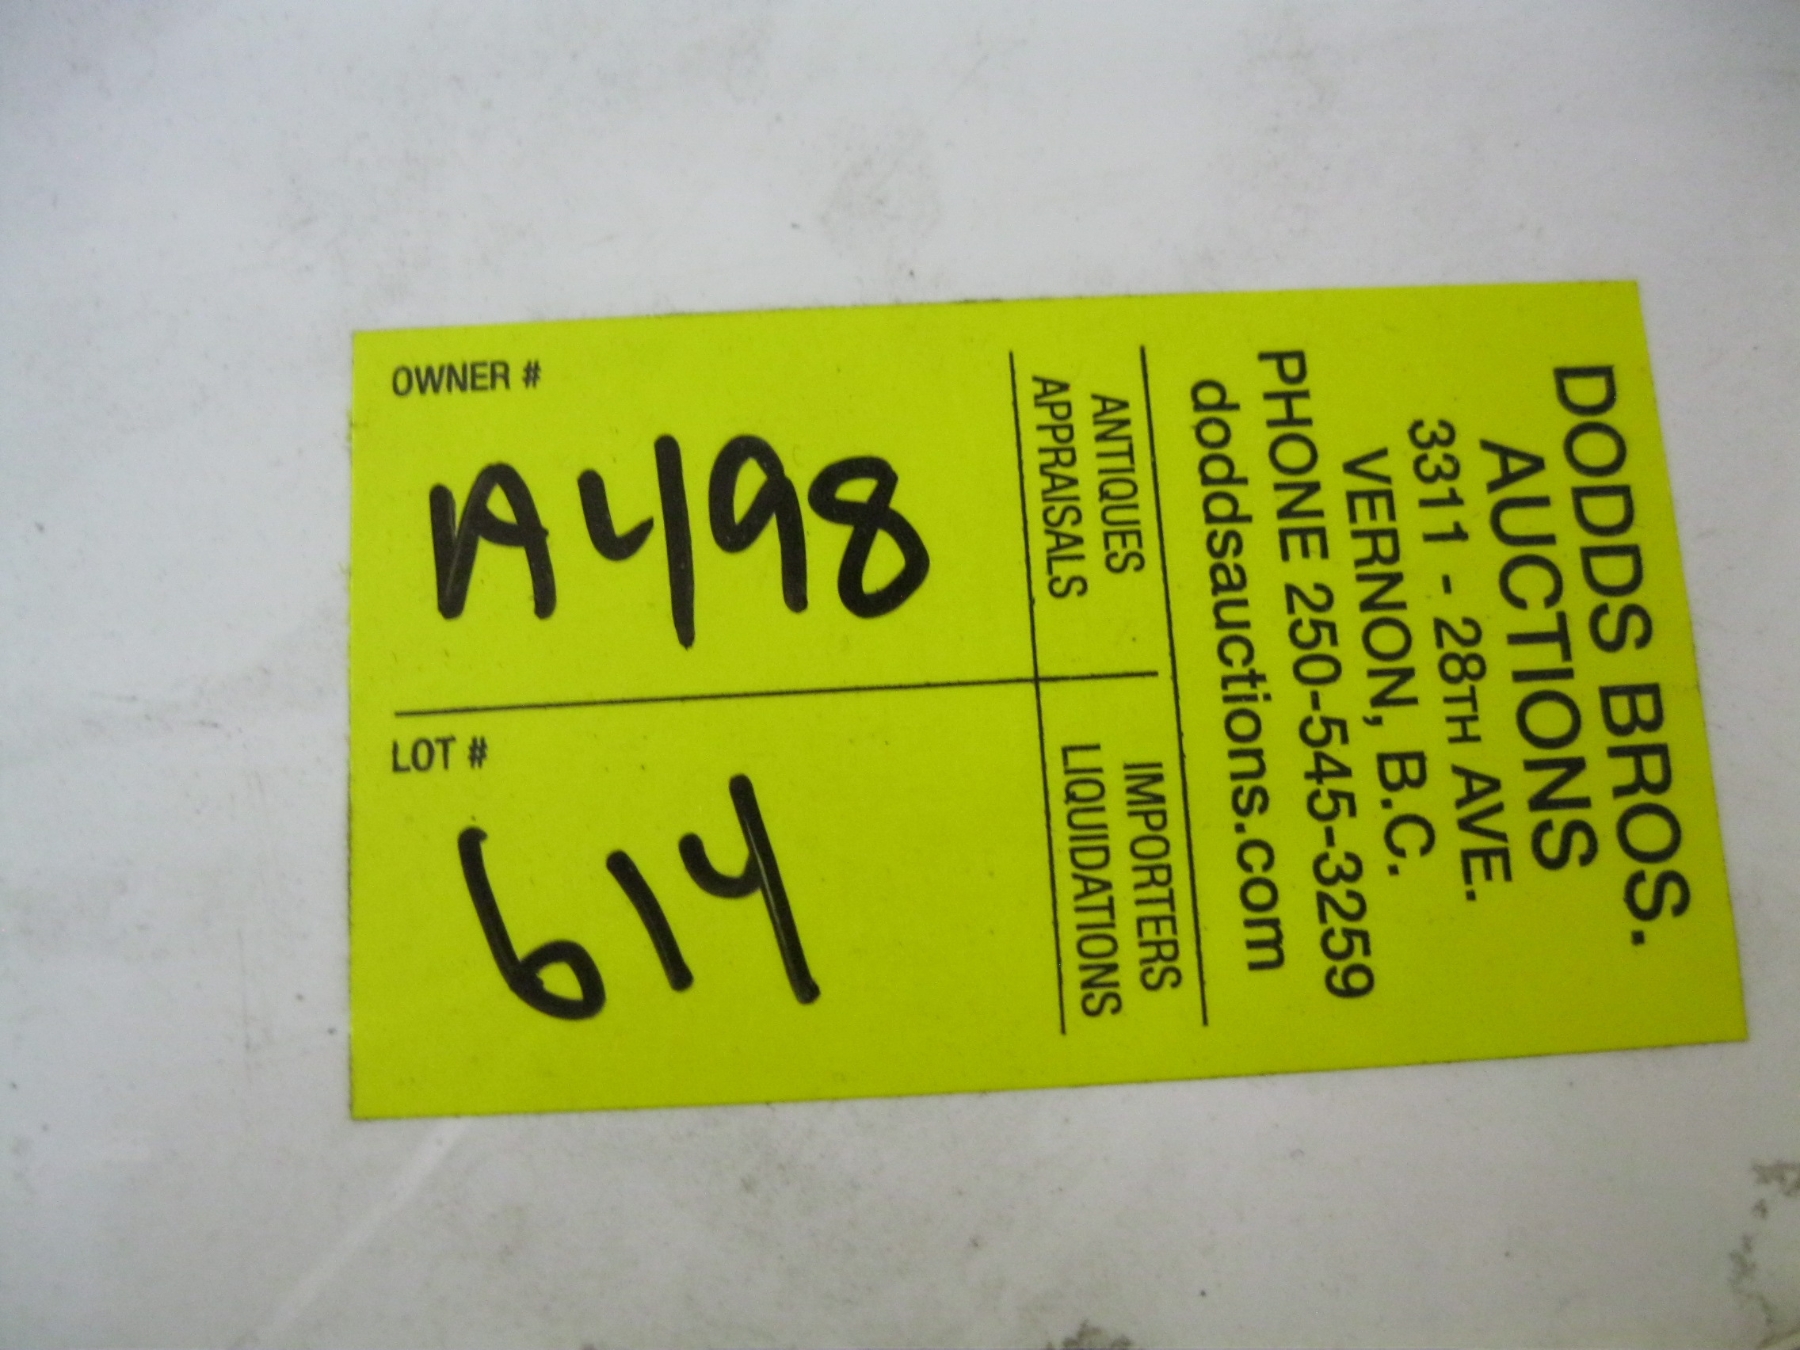 DODDS BROS.
AUCTIONS
3311 - 28TH AVE.
VERNON, B.C.
PHONE 250-545-3259
doddsauctions.com
ANTIQUES
APPRAISALS
IMPORTERS
LIQUIDATIONS
OWNER #
A498
LOT #
614